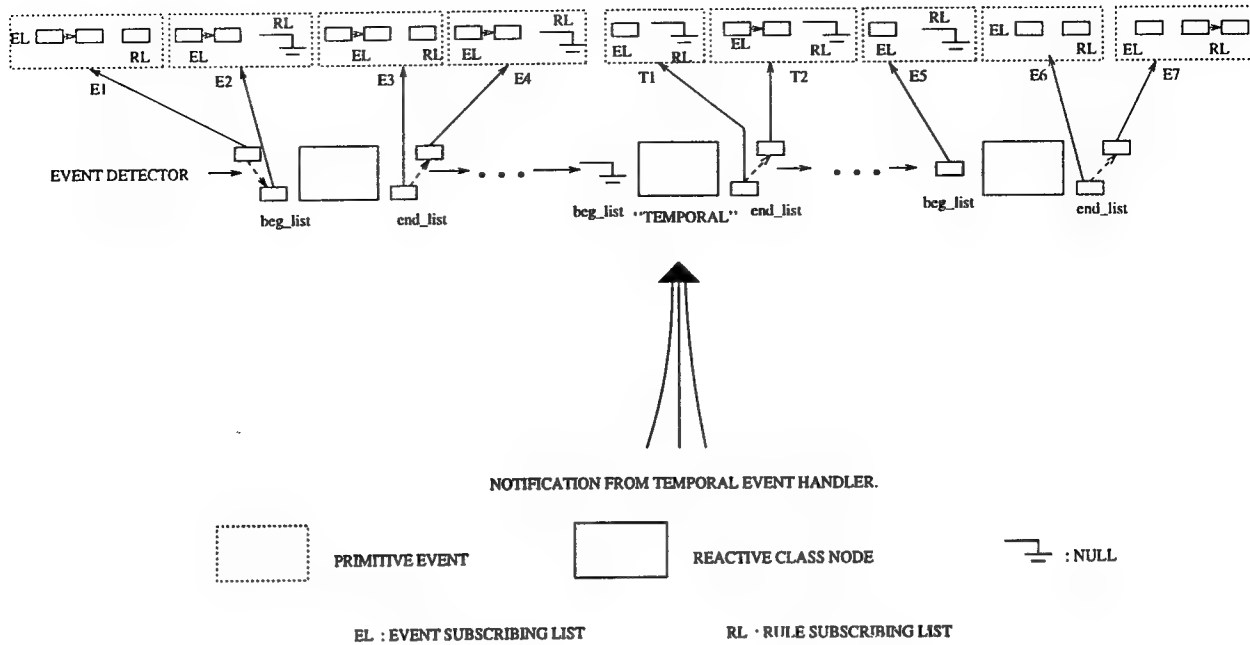 EL RL
RL EL
EL RL
RL EL
EL RL
EL RL
RL EL
EL RL
EL RL
E1 E2 E3 E4 T1 T2 E5 E6 E7
EVENT DETECTOR
beg_list end_list beg_list "TEMPORAL" end_list beg_list end_list
NOTIFICATION FROM TEMPORAL EVENT HANDLER.
PRIMITIVE EVENT REACTIVE CLASS NODE : NULL
EL : EVENT SUBSCRIBING LIST RL · RULE SUBSCRIBING LIST